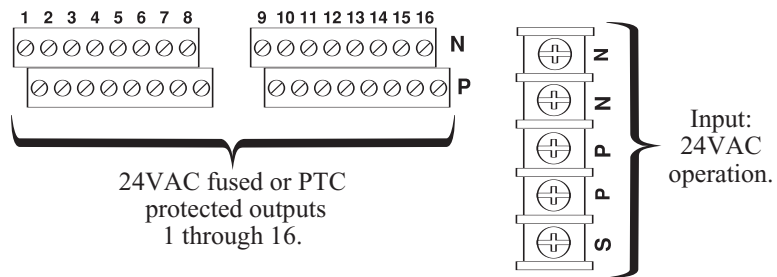 1 2 3 4 5 6 7 8
9 10 11 12 13 14 15 16
N
P
24VAC fused or PTC
protected outputs
1 through 16.
N
N
P
P
S
Input:
24VAC
operation.